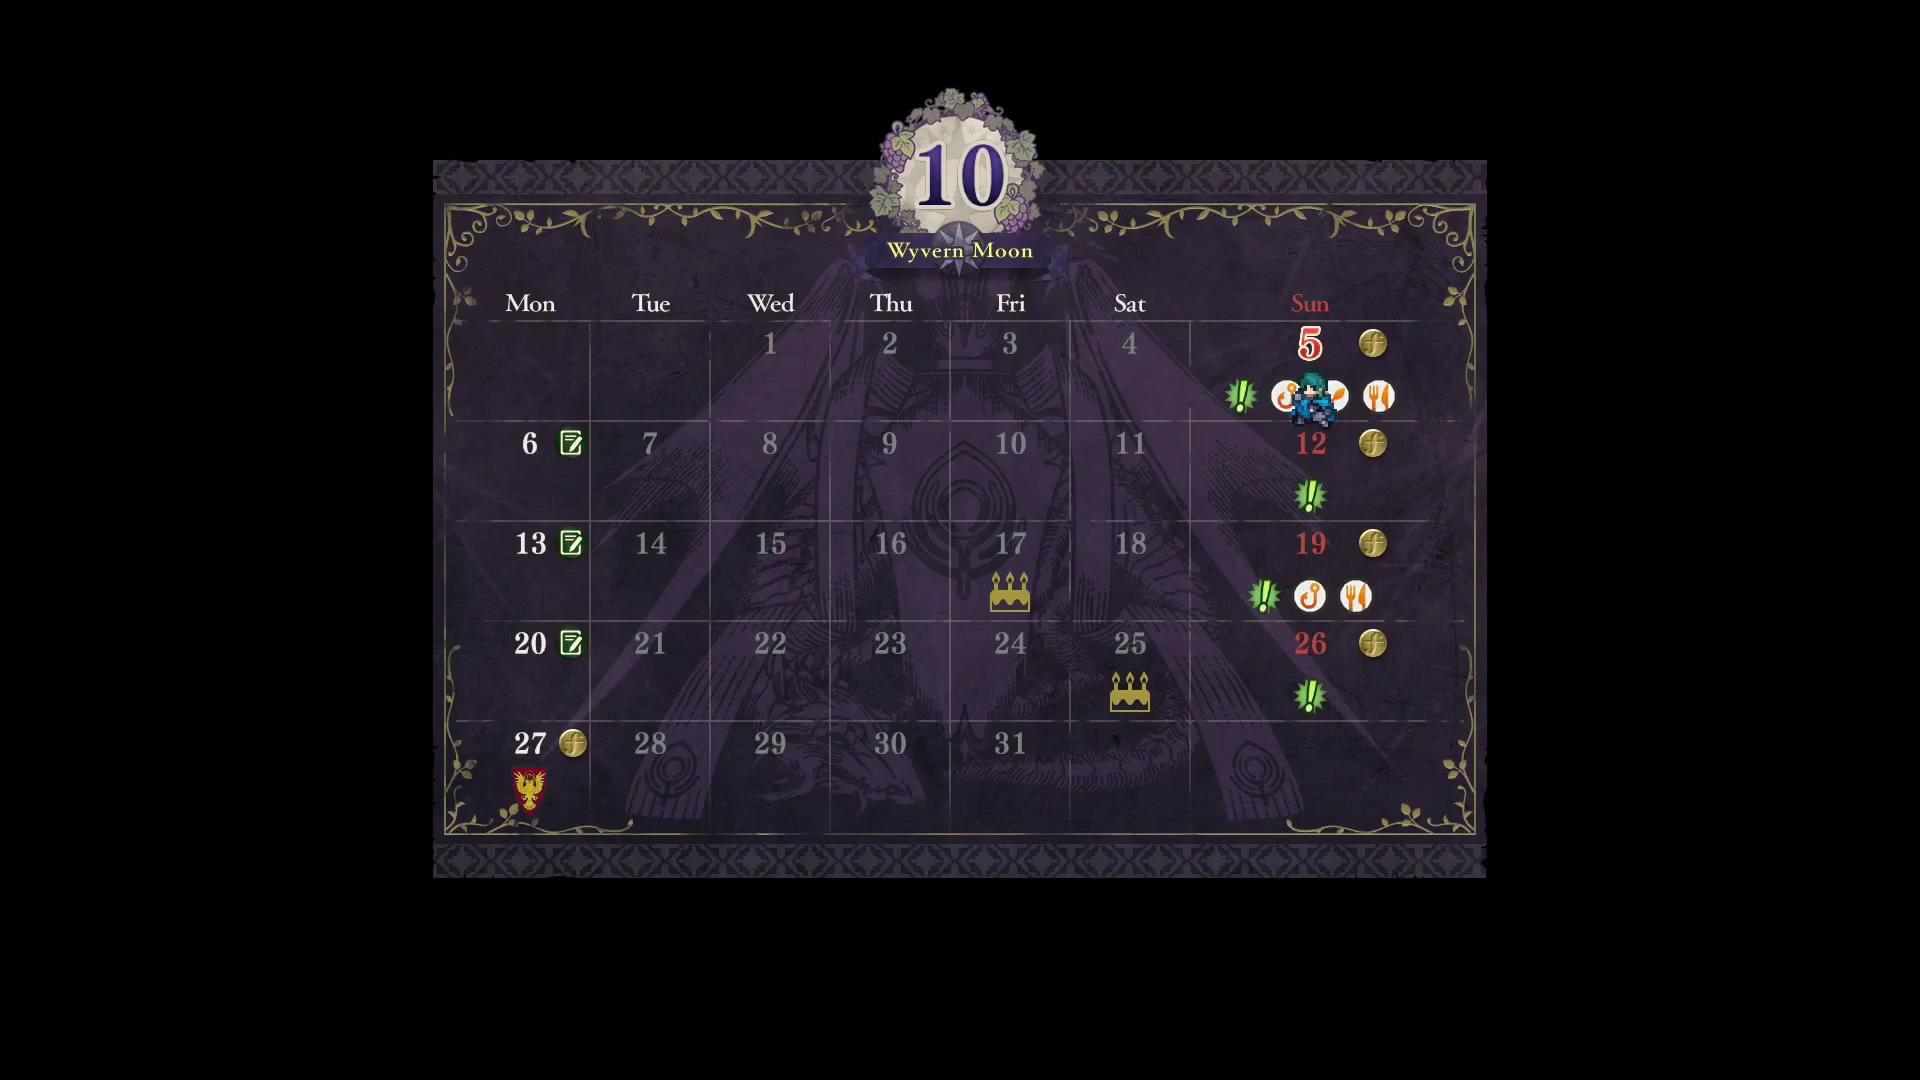 10
Wyvern Moon
Mon Tue Wed Thu Fri Sat Sun
1 2 3 4 5
6 7 8 9 10 11 12
13 14 15 16 17 18 19
20 21 22 23 24 25 26
27 28 29 30 31